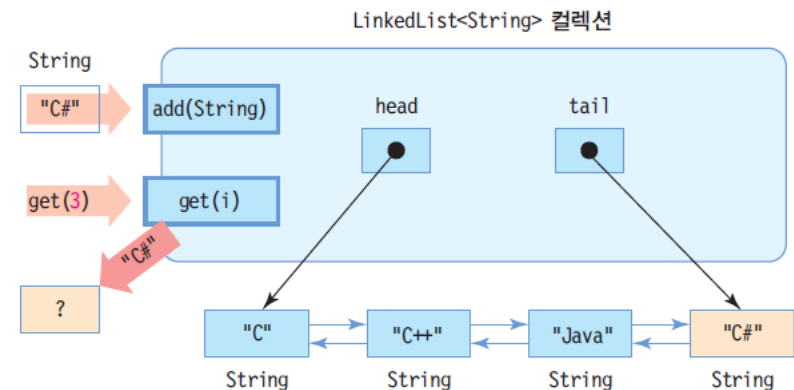 LinkedList<String> 컬렉션
String
"C#"
add(String)
head
tail
get(3)
get(i)
"C#"
?
"C"
"C++"
"Java"
"C#"
String
String
String
String